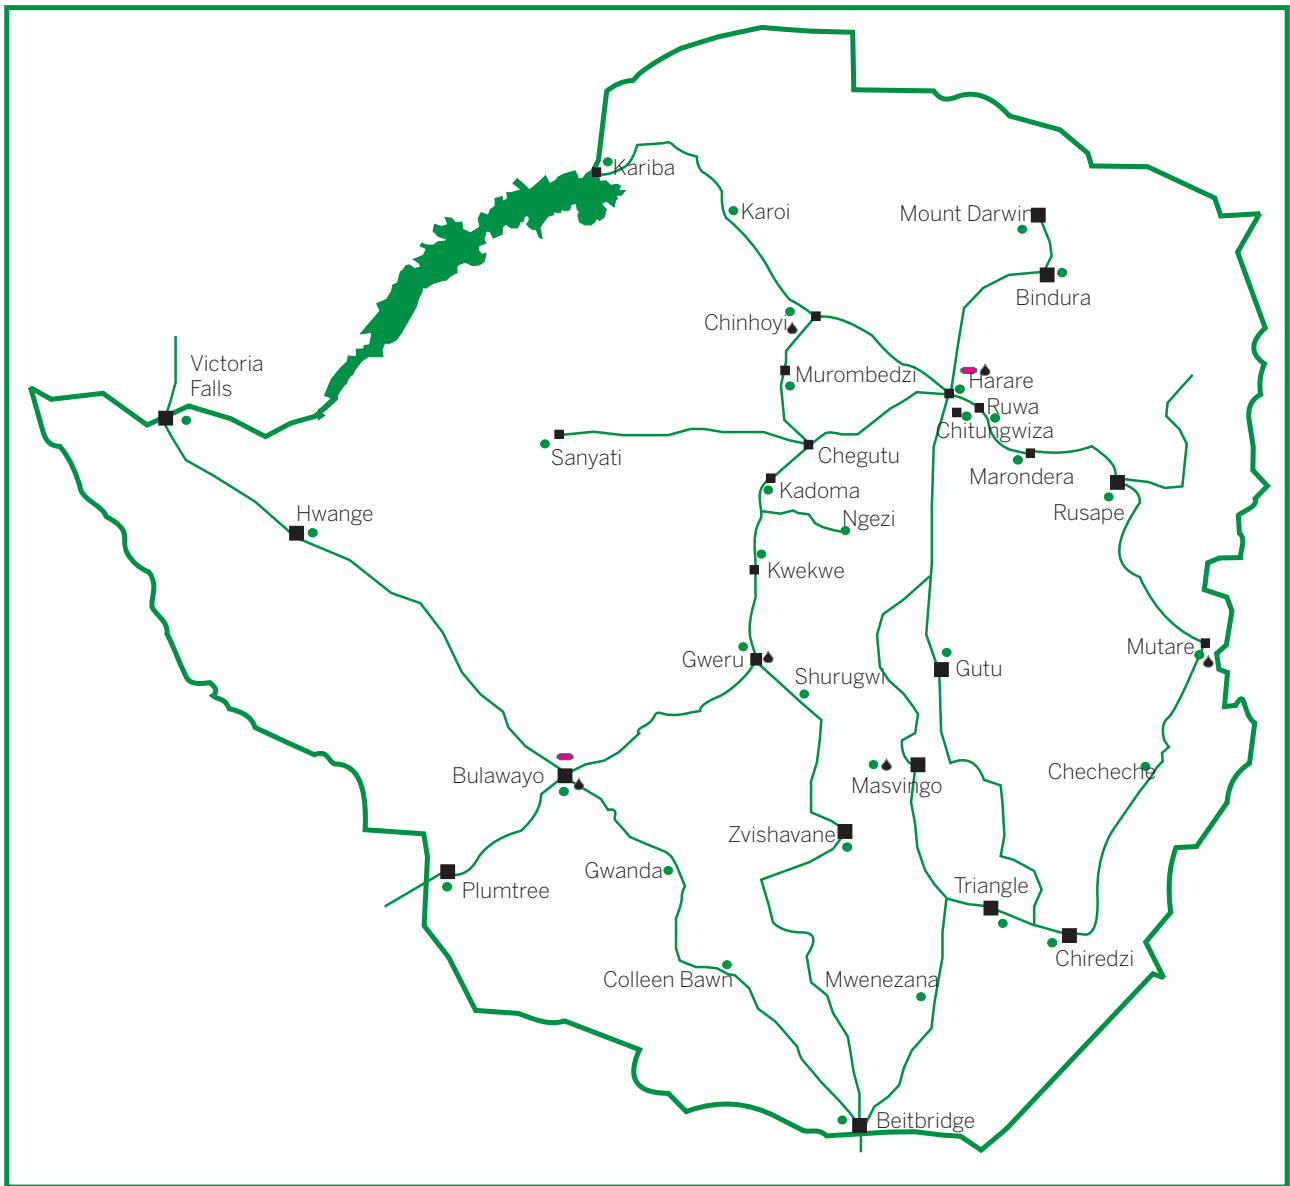 Kariba
Karoi
Mount Darwin
Bindura
Chinhoyi
Victoria
Falls
Murombedzi
Harare
Ruwa
Chitungwiza
Sanyati
Chegutu
Marondera
Kadoma
Rusape
Hwange
Ngezi
Kwekwe
Mutare
Gweru
Shurugwi
Gutu
Bulawayo
Masvingo
Checheche
Zvishavane
Gwanda
Plumtree
Triangle
Chiredzi
Colleen Bawn
Mwenezana
Beitbridge